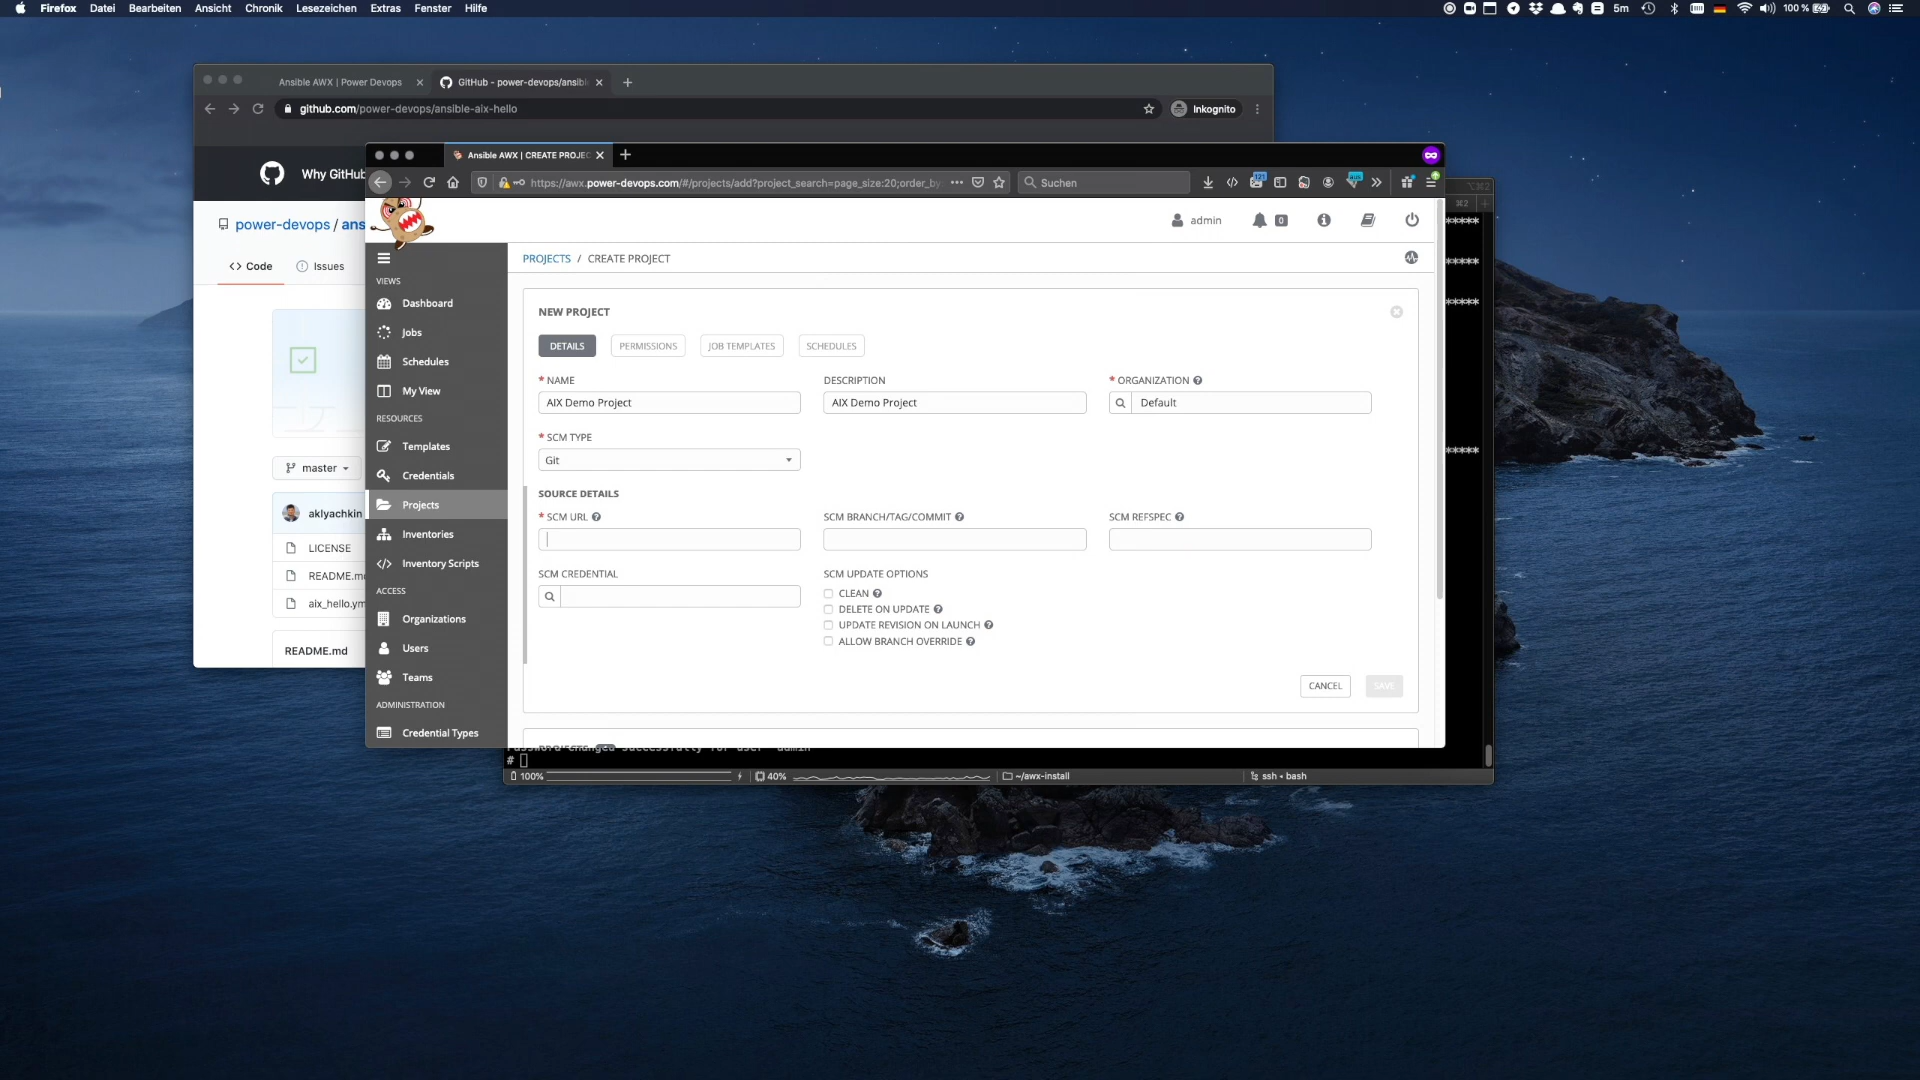 Firefox Datei Bearbeiten Ansicht Chronik Lesezeichen Extras Fenster Hilfe 5m 100 %
Ansible AWX | Power Devops
GitHub - power-devops/ansibl
github.com/power-devops/ansible-aix-hello
Inkognito
Why GitHub
power-devops / ans
Code
Issues
master
aklyachkin
LICENSE
README.m
aix_hello.ym
README.md
Ansible AWX | CREATE PROJEC
https://awx.power-devops.com/#/projects/add?project_search=page_size:20;order_by
Suchen
admin
0
VIEWS
Dashboard
Jobs
Schedules
My View
RESOURCES
Templates
Credentials
Projects
Inventories
Inventory Scripts
ACCESS
Organizations
Users
Teams
ADMINISTRATION
Credential Types
PROJECTS / CREATE PROJECT
NEW PROJECT
DETAILS PERMISSIONS JOB TEMPLATES SCHEDULES
* NAME DESCRIPTION * ORGANIZATION
AIX Demo Project AIX Demo Project Default
* SCM TYPE
Git
SOURCE DETAILS
* SCM URL SCM BRANCH/TAG/COMMIT SCM REFSPEC
SCM CREDENTIAL SCM UPDATE OPTIONS
CLEAN
DELETE ON UPDATE
UPDATE REVISION ON LAUNCH
ALLOW BRANCH OVERRIDE
CANCEL SAVE
⌥⌘2
⌘2
*****
*****
*****
*****
#
100% 40% ~/awx-install ssh • bash